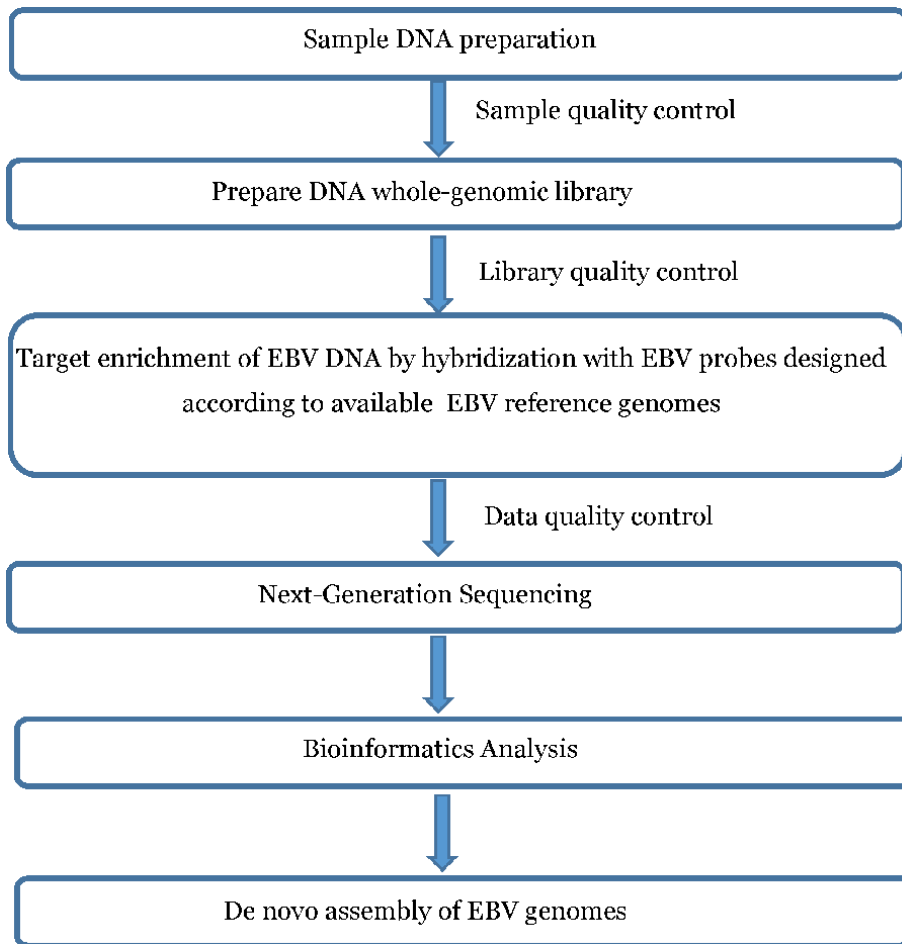 Sample DNA preparation
Sample quality control
Prepare DNA whole-genomic library
Library quality control
Target enrichment of EBV DNA by hybridization with EBV probes designed
according to available EBV reference genomes
Data quality control
Next-Generation Sequencing
Bioinformatics Analysis
De novo assembly of EBV genomes